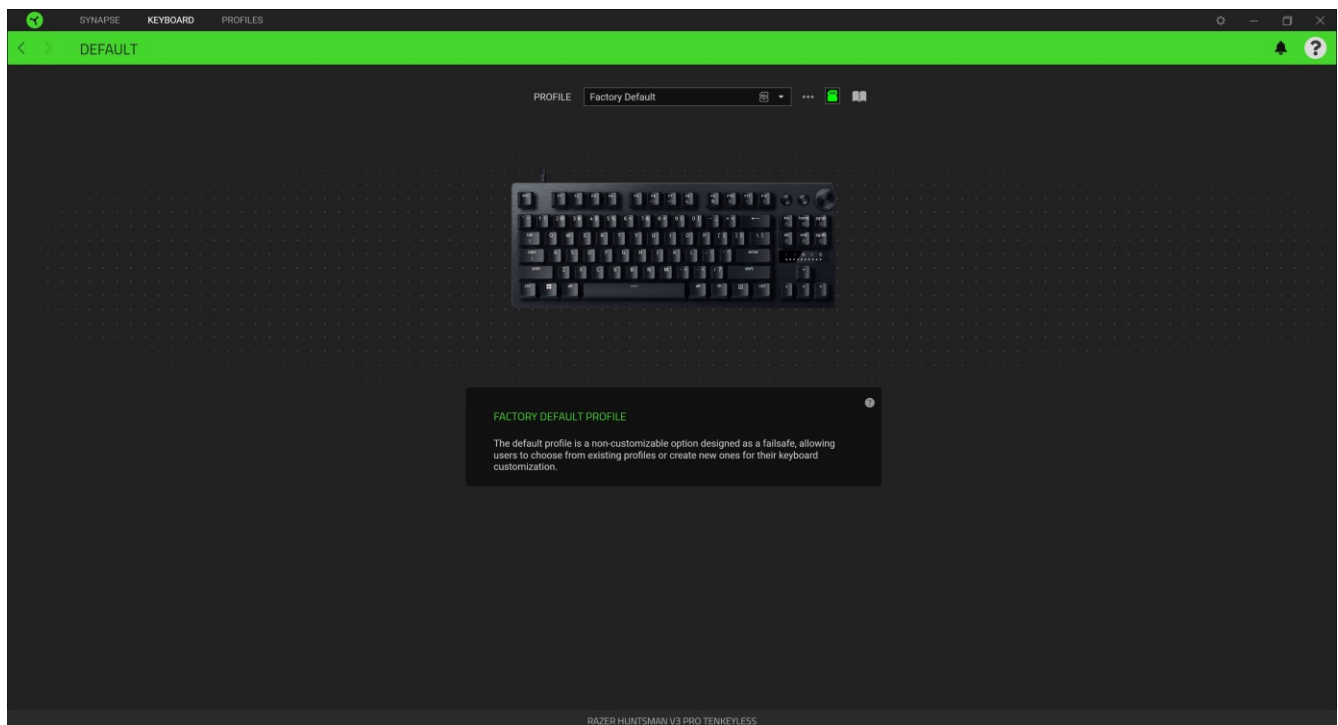 SYNAPSE KEYBOARD PROFILES
DEFAULT
?
PROFILE Factory Default
FACTORY DEFAULT PROFILE
?
The default profile is a non-customizable option designed as a failsafe, allowing
users to choose from existing profiles or create new ones for their keyboard
customization.
RAZER HUNTSMAN V3 PRO TENKEYLESS